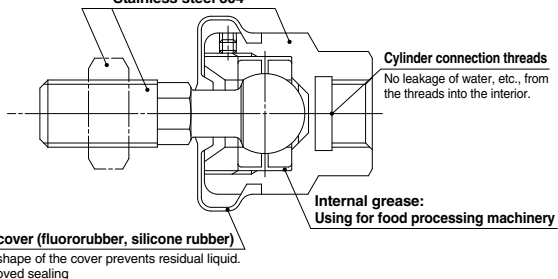 Stainless steel 304
Cylinder connection threads
No leakage of water, etc., from
the threads into the interior.
Internal grease:
Using for food processing machinery
cover (fluororubber, silicone rubber)
shape of the cover prevents residual liquid.
sealing